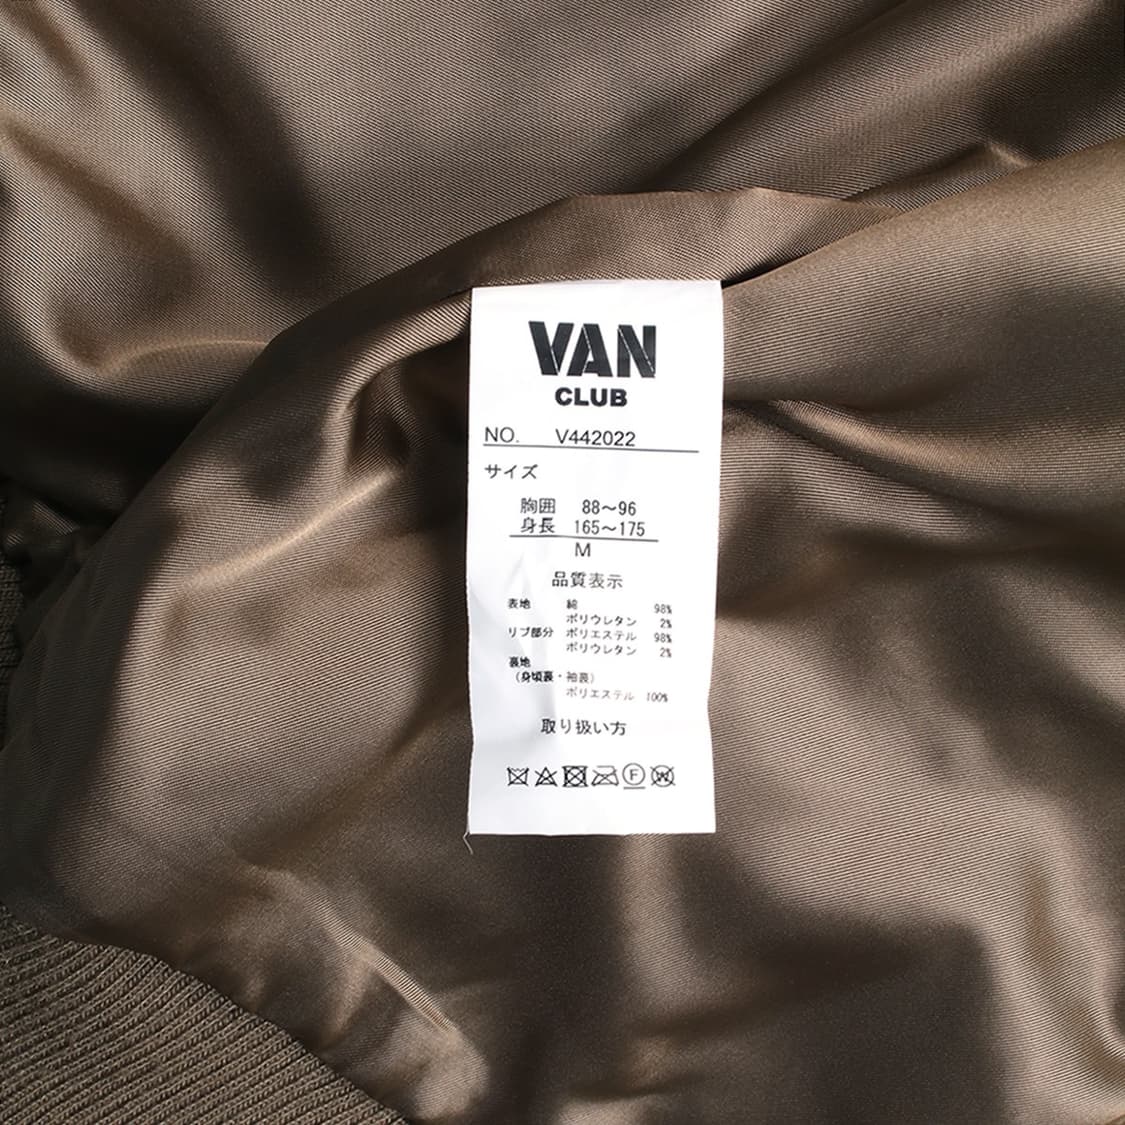 VAN
CLUB
NO. V442022
サイズ
胸囲 88～96
身長 165～175
M
品質表示
表地 綿 98%
ポリウレタン 2%
リブ部分 ポリエステル 98%
ポリウレタン 2%
裏地
(身頃裏・袖裏)
ポリエステル 100%
取り扱い方
F W